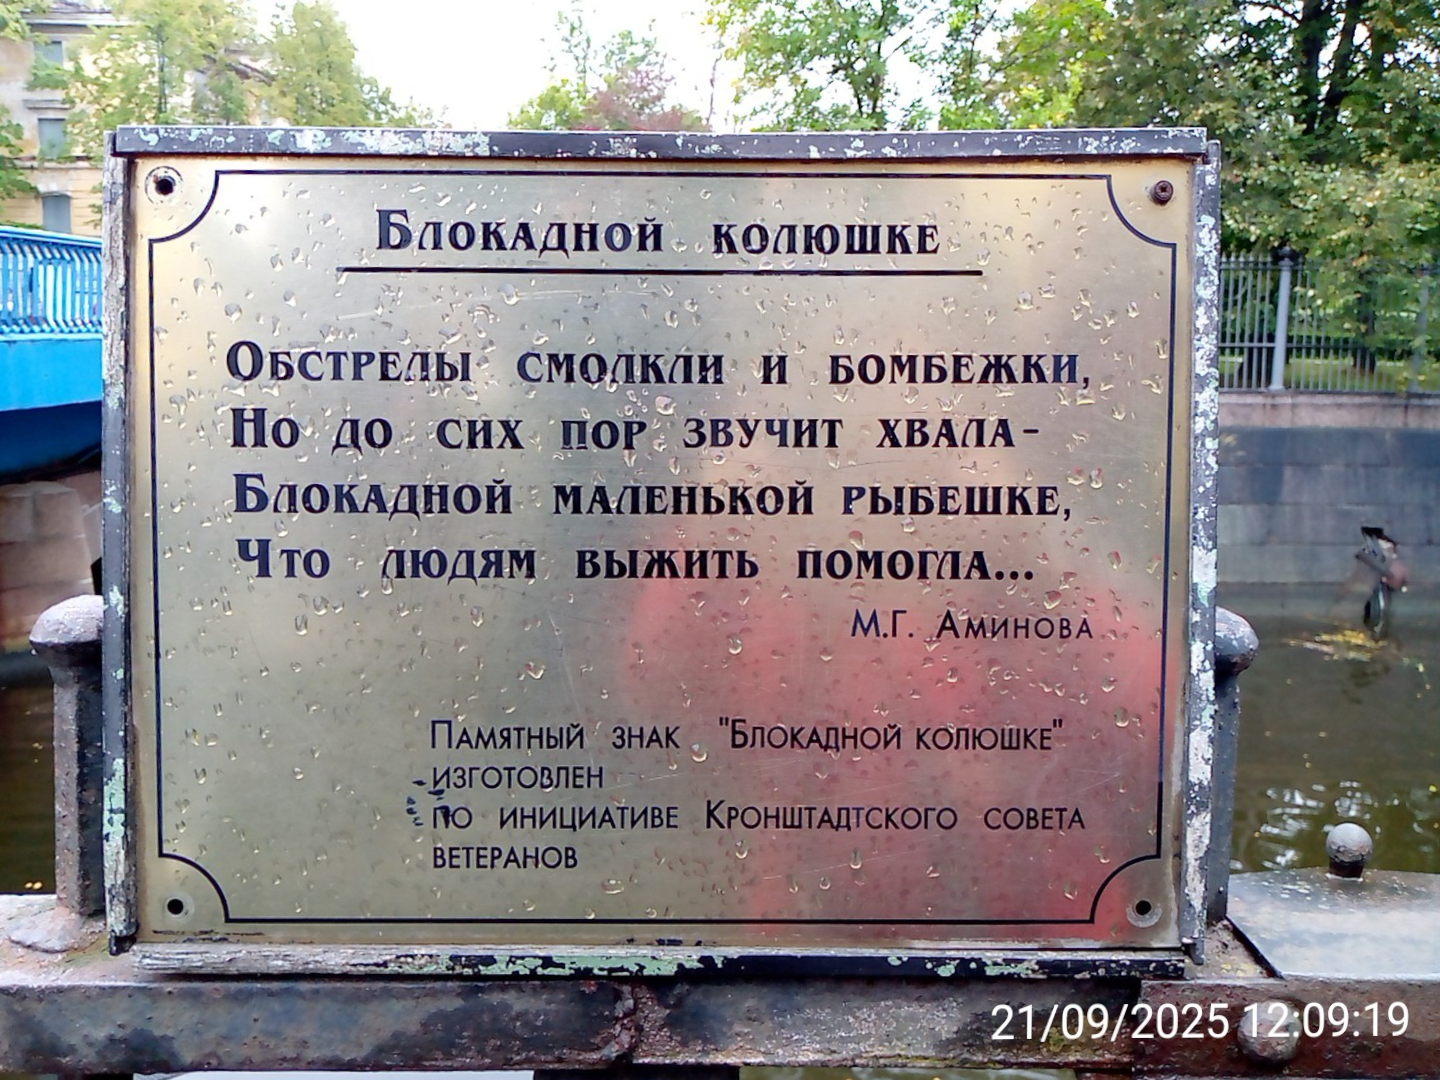 Блокадной колюшке
Обстрелы смолкли и бомбежки,
Но до сих пор звучит хвала-
Блокадной маленькой рыбешке,
Что людям выжить помогла...
М.Г. Аминова
Памятный знак "Блокадной колюшке"
изготовлен
по инициативе Кронштадтского совета
ветеранов
21/09/2025 12:09:19